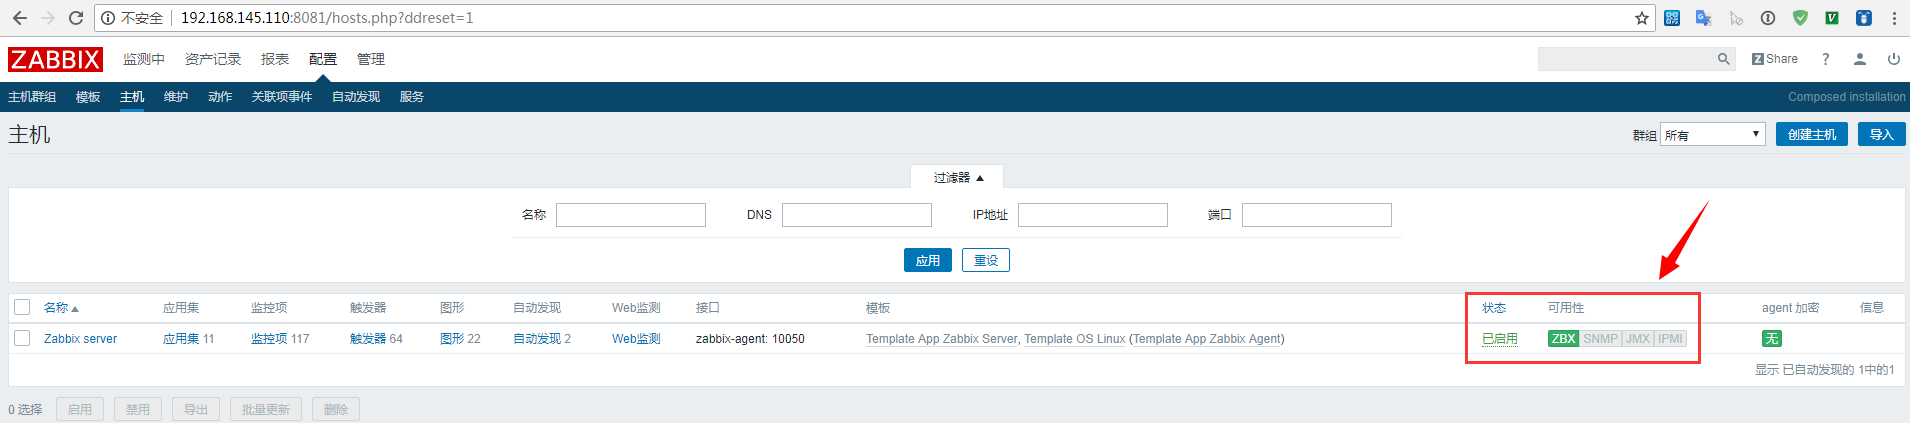 不安全 192.168.145.110:8081/hosts.php?ddreset=1
ZABBIX 监测中 资产记录 报表 配置 管理 Z Share ?
主机群组 模板 主机 维护 动作 关联项事件 自动发现 服务 Composed installation
主机 群组 所有 创建主机 导入
过滤器
名称 DNS IP地址 端口
应用 重设
名称 应用集 监控项 触发器 图形 自动发现 Web监测 接口 模板 状态 可用性 agent 加密 信息
Zabbix server 应用集 11 监控项 117 触发器 64 图形 22 自动发现 2 Web监测 zabbix-agent: 10050 Template App Zabbix Server, Template OS Linux (Template App Zabbix Agent) 已启用 ZBX SNMP JMX IPMI 无
显示 已自动发现的 1中的1
0 选择 启用 禁用 导出 批量更新 删除